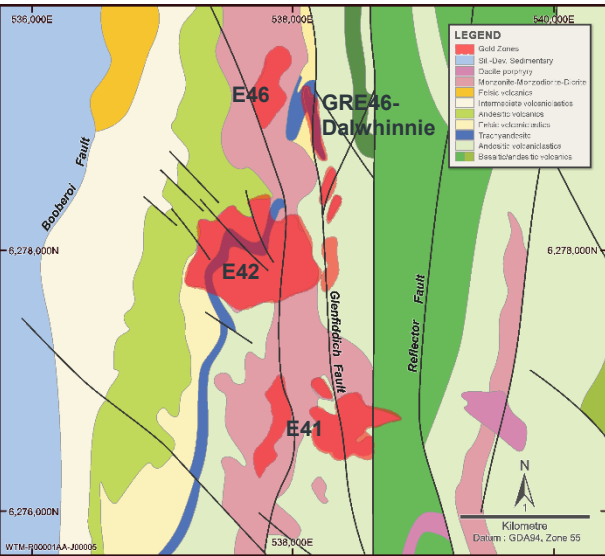 536,000E
538,000E
540,000E
LEGEND
Gold Zones
Sil.-Dev. Sedimentary
Dacite porphyry
Monzonite-Monzodiorite-Diorite
Felsic volcanics
Intermediate volcaniclastics
Andesitic volcanics
Felsic volcaniclastics
Trachyandesite
Andesitic volcaniclastics
Basaltic/andesitic volcanics
E46
GRE46-
Dalwhinnie
Booberoi Fault
6,278,000N
6,278,000N
E42
Glenfiddich Fault
Reflector Fault
E41
N
1
Kilometre
Datum : GDA94, Zone 55
6,276,000N
538,000E